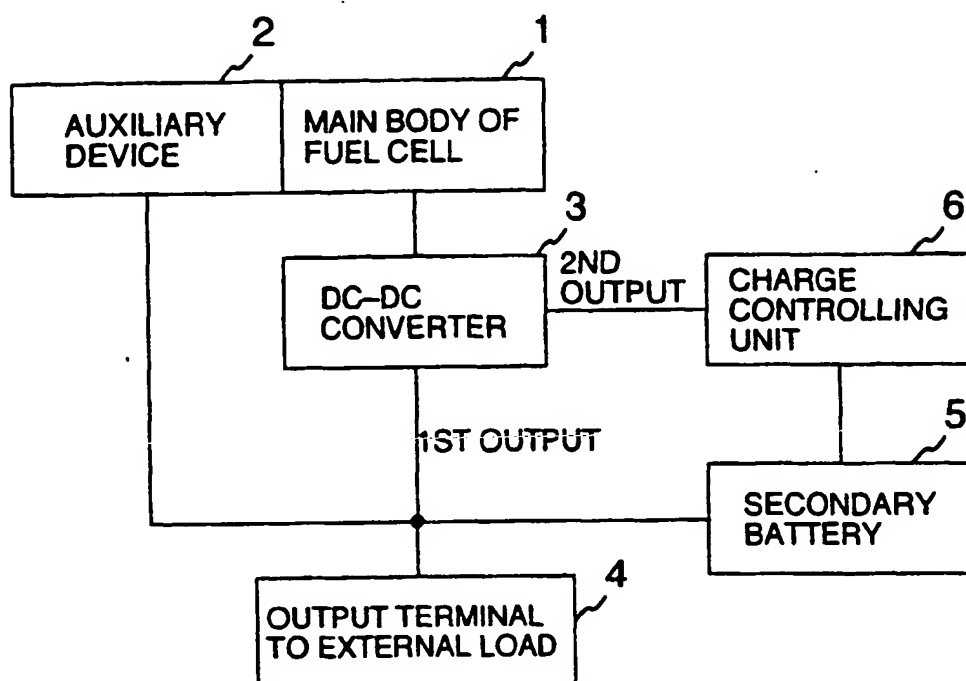 2
1
AUXILIARY
DEVICE
MAIN BODY OF
FUEL CELL
3
6
DC–DC
CONVERTER
2ND
OUTPUT
CHARGE
CONTROLLING
UNIT
1ST OUTPUT
5
SECONDARY
BATTERY
4
OUTPUT TERMINAL
TO EXTERNAL LOAD